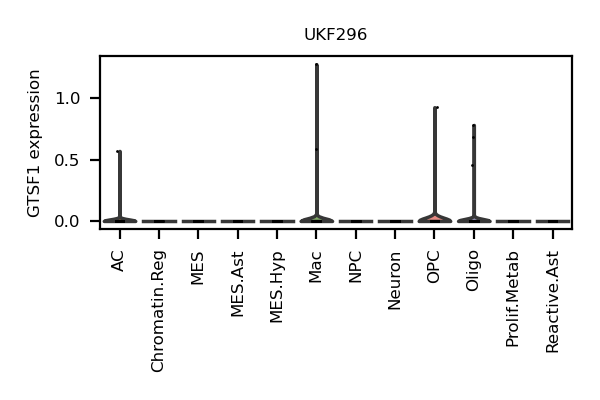 UKF296
GTSF1 expression
1.0
0.5
0.0
AC
Chromatin.Reg
MES
MES.Ast
MES.Hyp
Mac
NPC
Neuron
OPC
Oligo
Prolif.Metab
Reactive.Ast